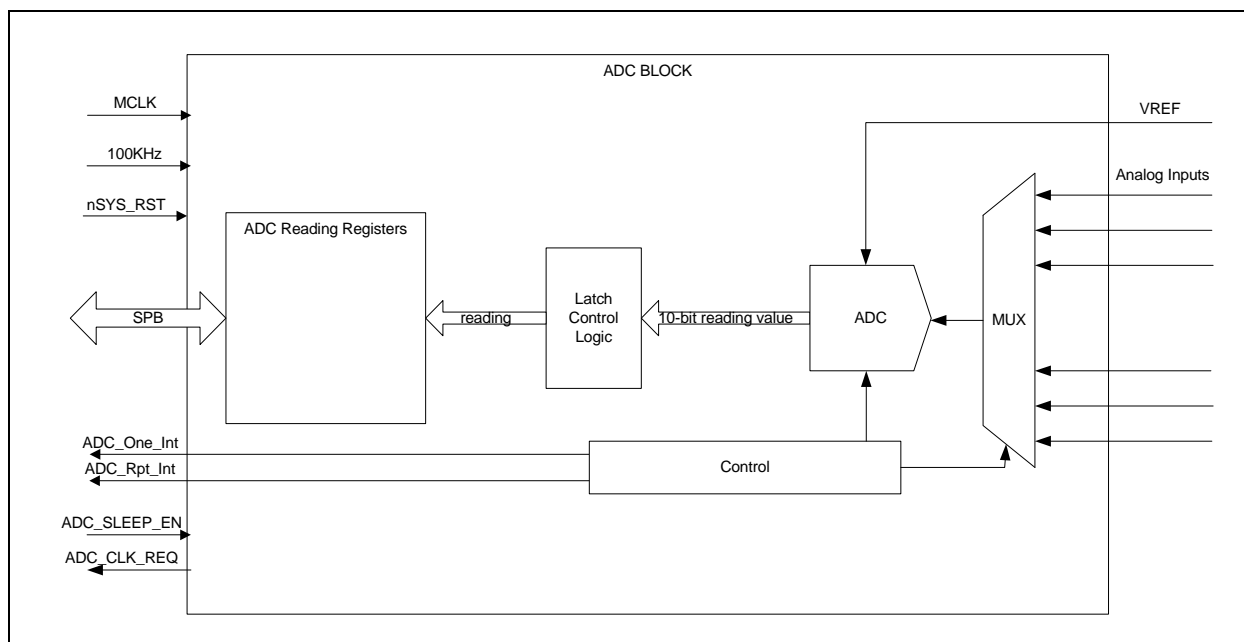 ADC BLOCK
MCLK
VREF
100KHz
Analog Inputs
nSYS_RST
ADC Reading Registers
Latch
Control
Logic
SPB
reading
10-bit reading value
ADC
MUX
ADC_One_Int
ADC_Rpt_Int
Control
ADC_SLEEP_EN
ADC_CLK_REQ